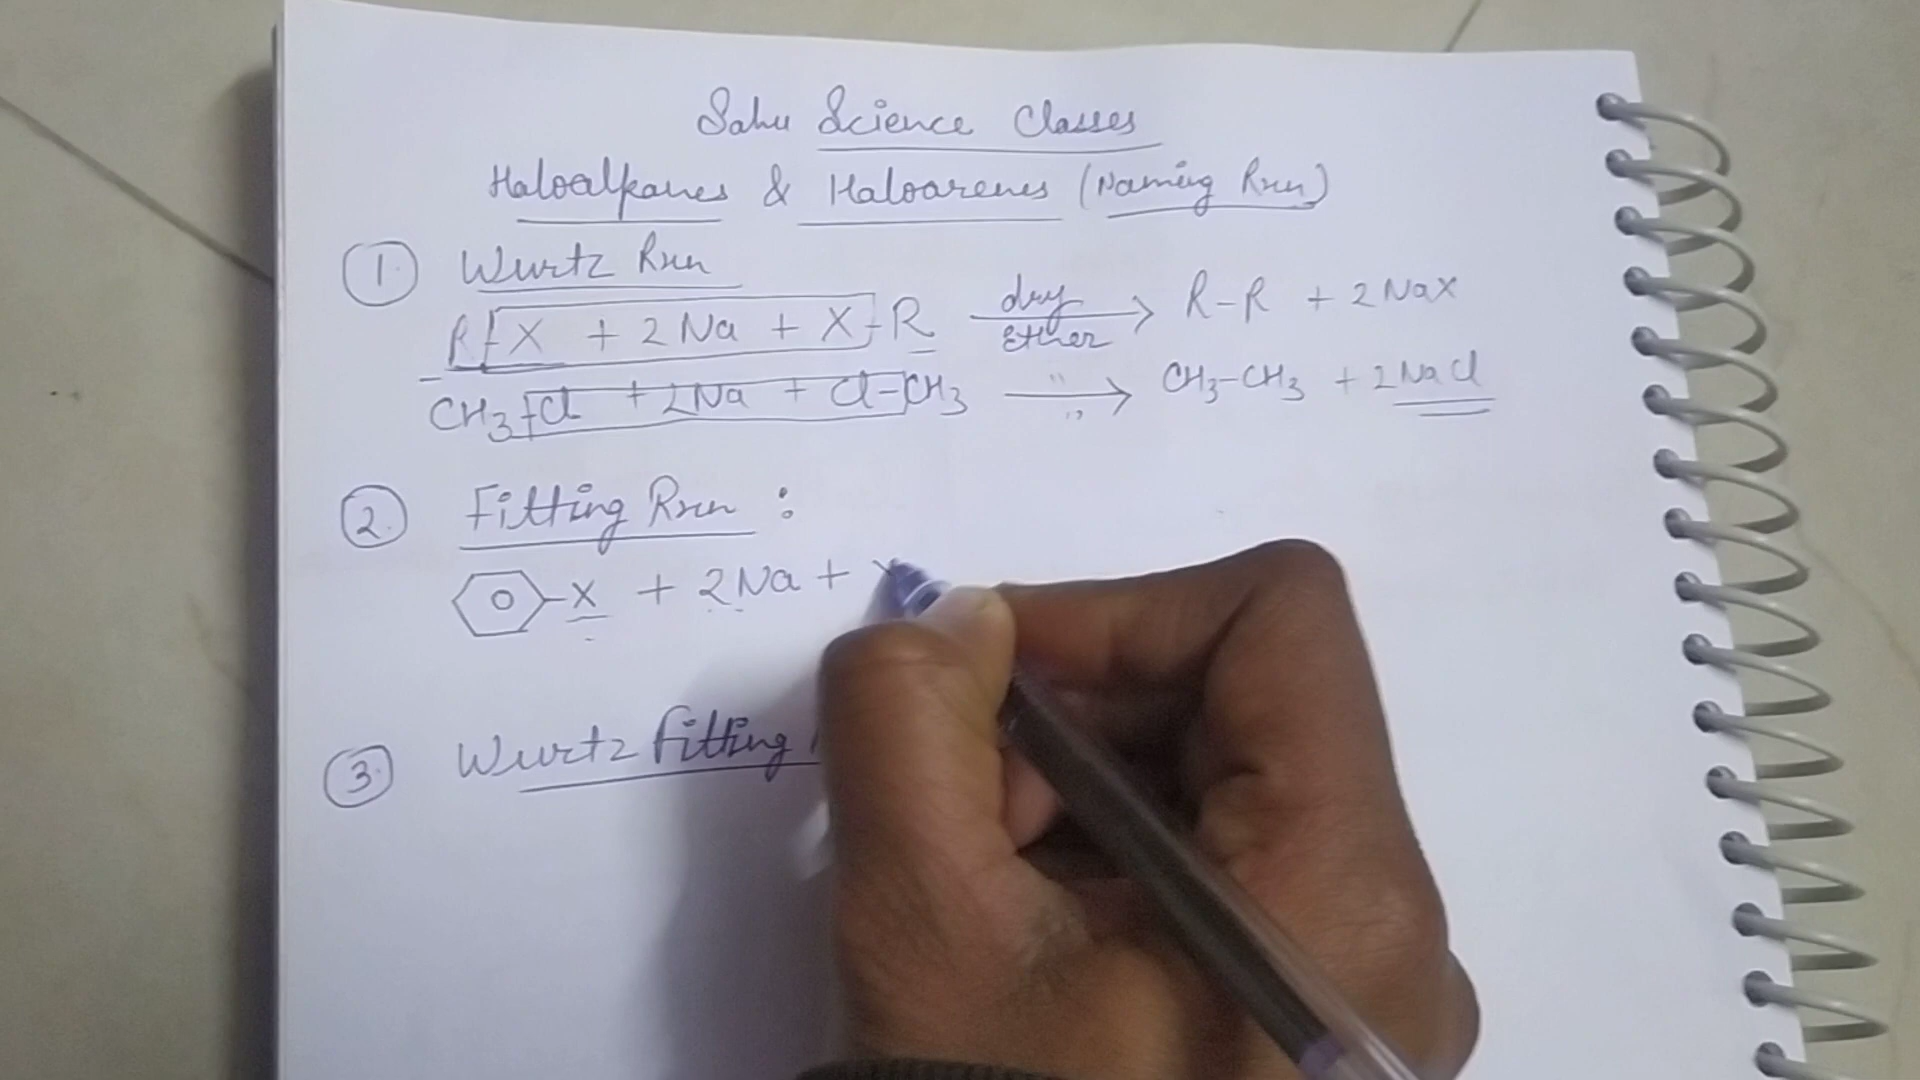 Sahu Science Classes
Haloalkanes & Haloarenes (Naming Rxn)
1. Wurtz Rxn
R-X + 2Na + X-R dry Ether → R-R + 2NaX
CH3-Cl + 2Na + Cl-CH3 → CH3-CH3 + 2NaCl
2. Fitting Rxn :
-X + 2Na +
3. Wurtz fitting